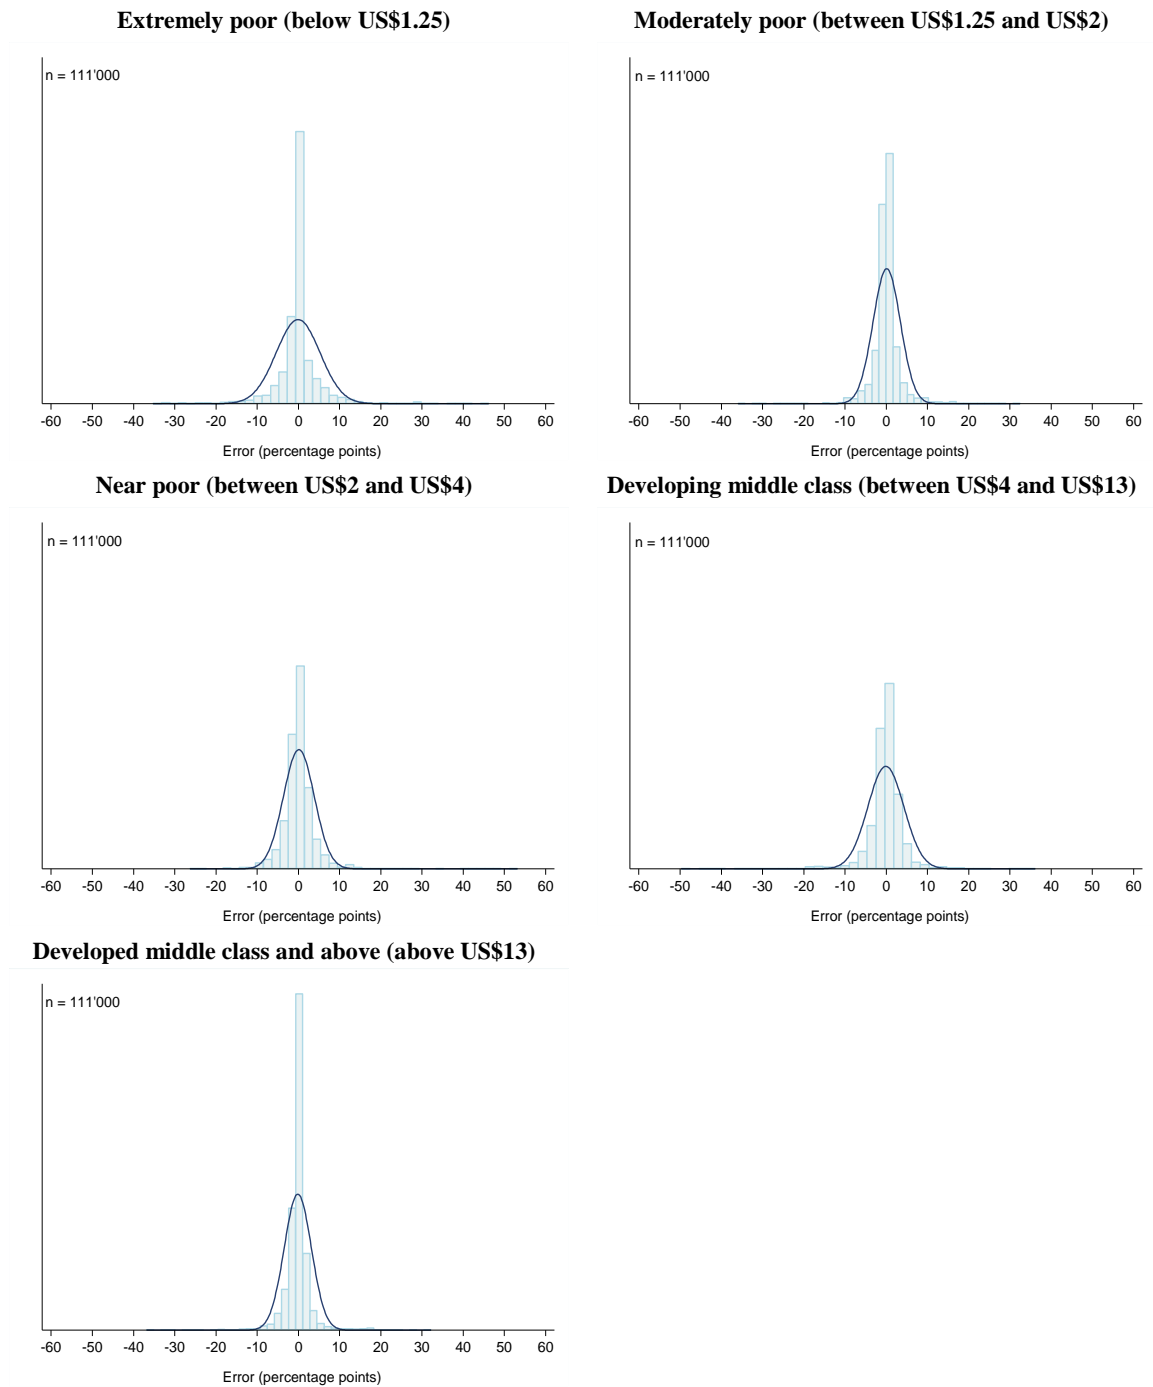 Extremely poor (below US$1.25)
n = 111'000
-60 -50 -40 -30 -20 -10 0 10 20 30 40 50 60
Error (percentage points)
Moderately poor (between US$1.25 and US$2)
n = 111'000
-60 -50 -40 -30 -20 -10 0 10 20 30 40 50 60
Error (percentage points)
Near poor (between US$2 and US$4)
n = 111'000
-60 -50 -40 -30 -20 -10 0 10 20 30 40 50 60
Error (percentage points)
Developing middle class (between US$4 and US$13)
n = 111'000
-60 -50 -40 -30 -20 -10 0 10 20 30 40 50 60
Error (percentage points)
Developed middle class and above (above US$13)
n = 111'000
-60 -50 -40 -30 -20 -10 0 10 20 30 40 50 60
Error (percentage points)